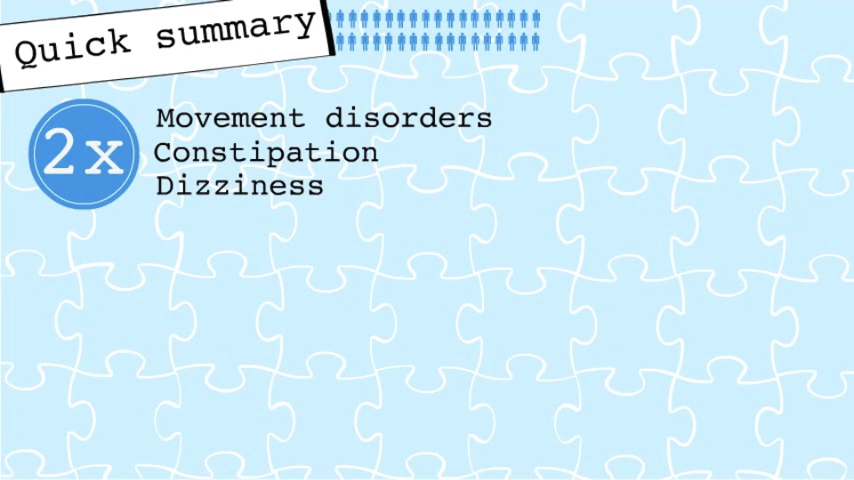 Quick summary
2x
Movement disorders
Constipation
Dizziness